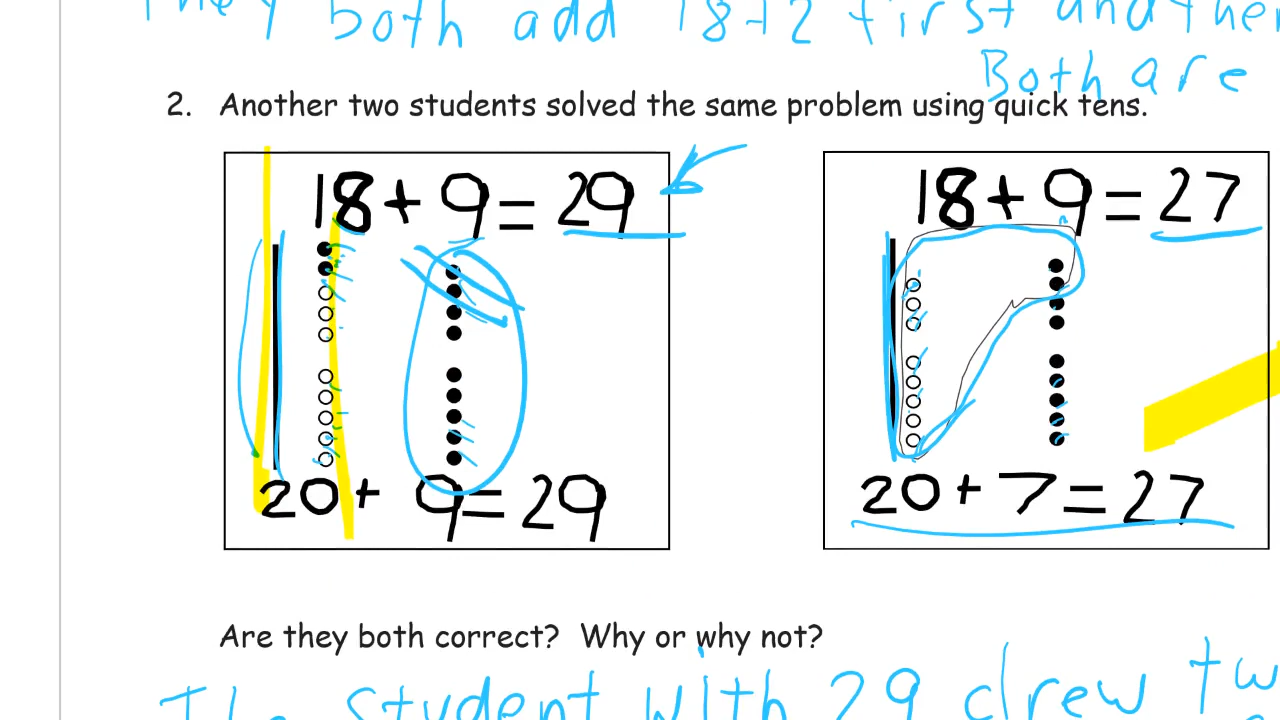 They both add 18+2 first and then
Both are
2. Another two students solved the same problem using quick tens.
18 + 9 = 29
18 + 9 = 27
20 + 9 = 29
20 + 7 = 27
Are they both correct? Why or why not?
The student with 29 drew tw